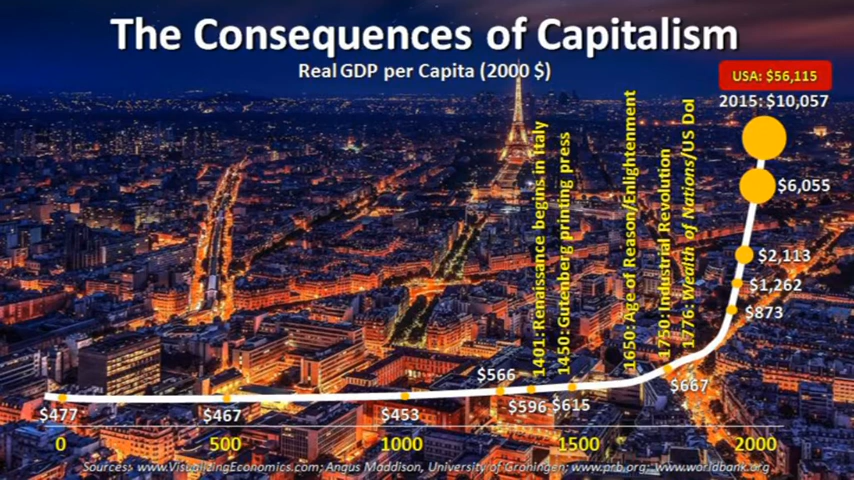 The Consequences of Capitalism
Real GDP per Capita (2000 $)
USA: $56,115
2015: $10,057
$6,055
$2,113
$1,262
$873
$667
1401: Renaissance begins in Italy
1450: Gutenberg printing press
1650: Age of Reason/Enlightenment
1750: Industrial Revolution
1776: Wealth of Nations/US DoI
$566
$596
$615
$477
$467
$453
0
500
1000
1500
2000
Sources: www.VisualizingEconomics.com; Angus Maddison, University of Groningen; www.prb.org; www.worldbank.org